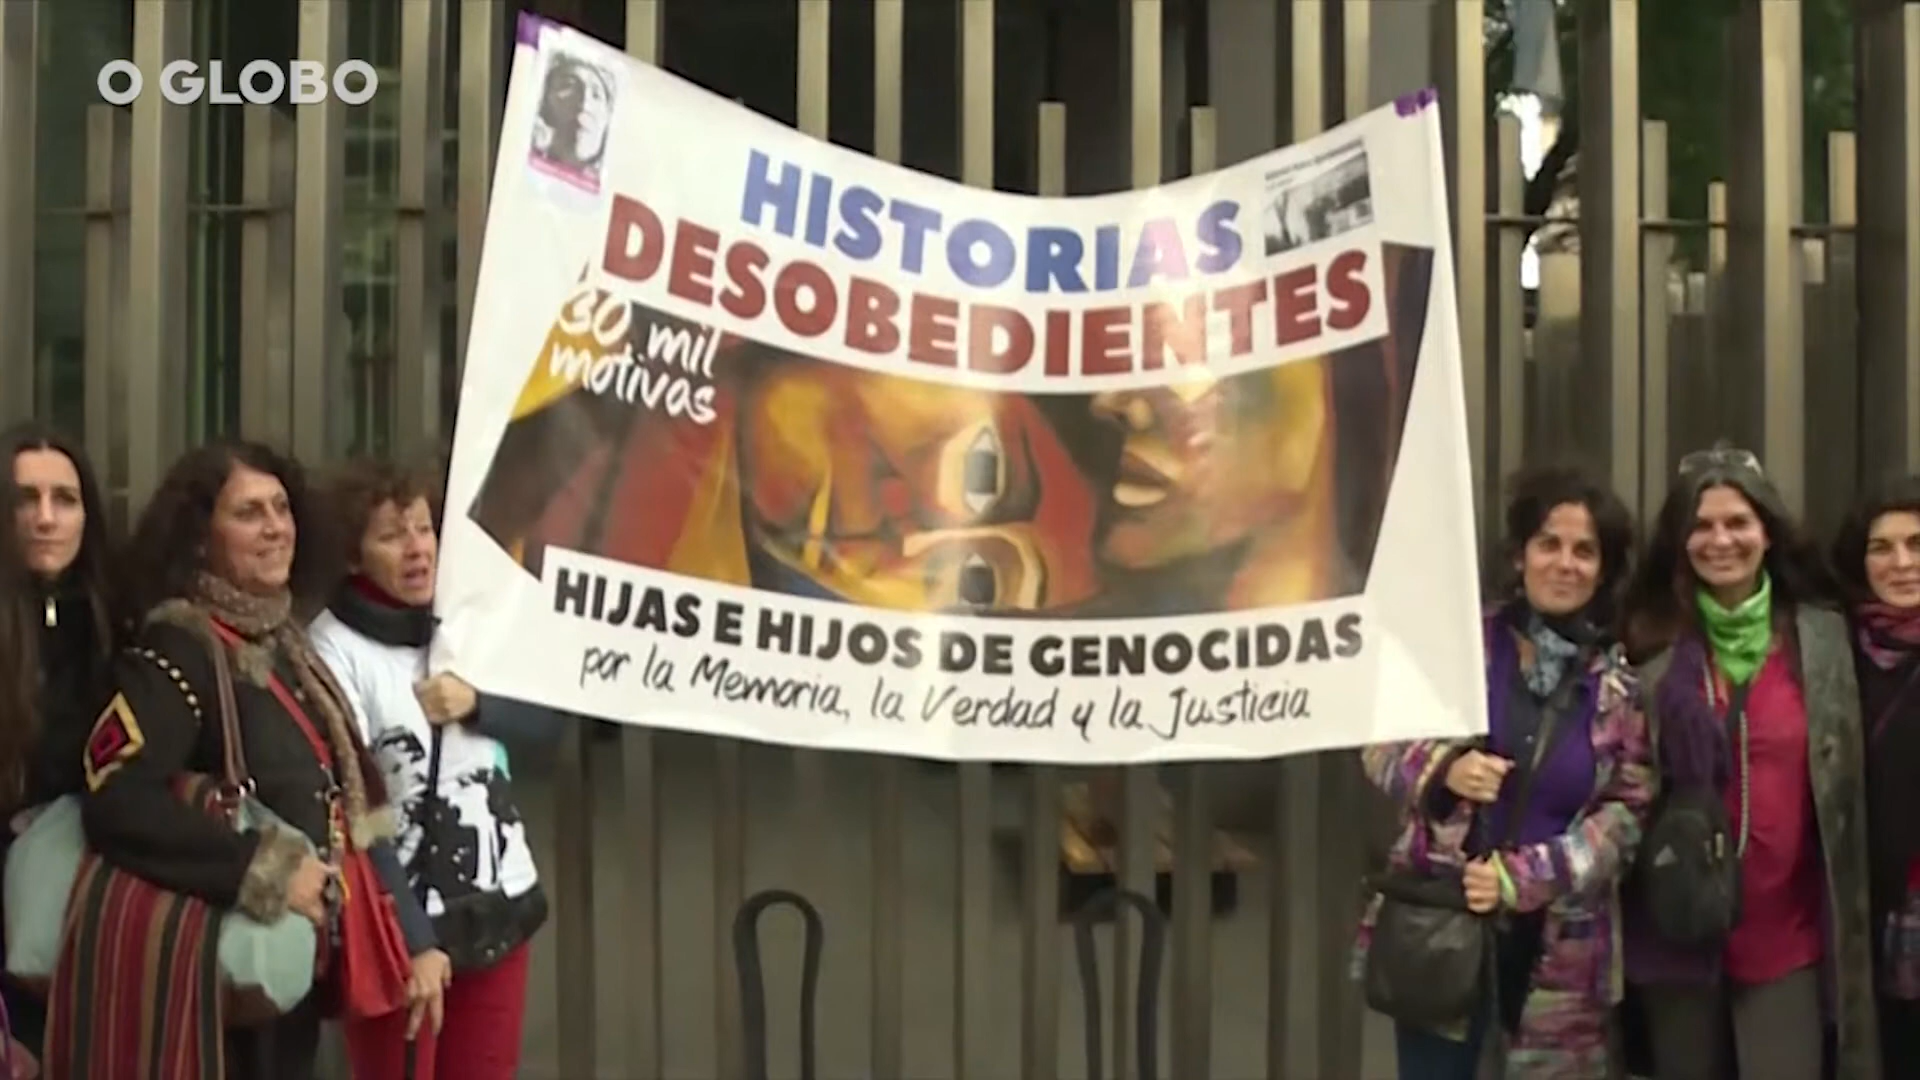 O GLOBO
HISTORIAS
DESOBEDIENTES
30 mil
motivas
HIJAS E HIJOS DE GENOCIDAS
por la Memoria, la Verdad y la Justicia